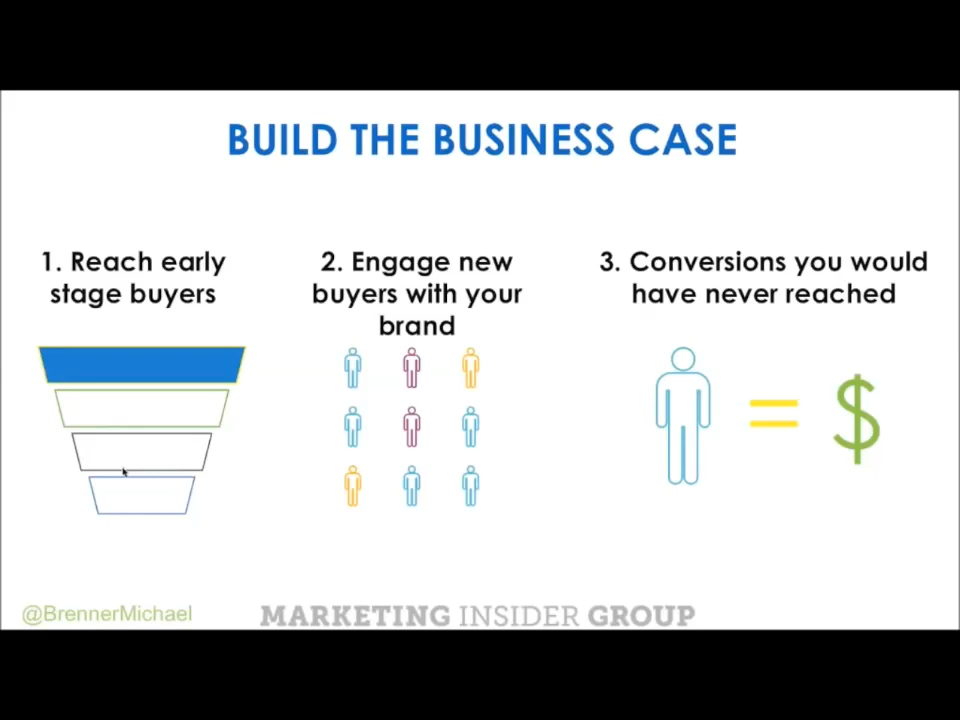 BUILD THE BUSINESS CASE
1. Reach early
stage buyers
2. Engage new
buyers with your
brand
3. Conversions you would
have never reached
=
$
@BrennerMichael
MARKETING INSIDER GROUP